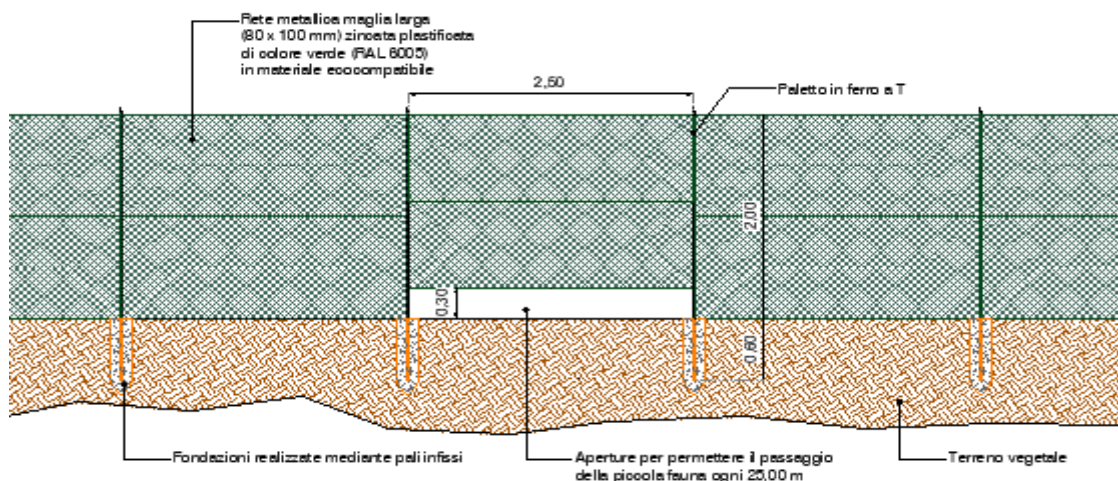 Rete metallica maglia larga
(80 x 100 mm) zincata plastificata
di colore verde (RAL 6005)
in materiale ecocompatibile
2,50
Paletto in ferro a T
2,00
0,30
0,60
Fondazioni realizzate mediante pali infissi
Aperture per permettere il passaggio
della piccola fauna ogni 25,00 m
Terreno vegetale